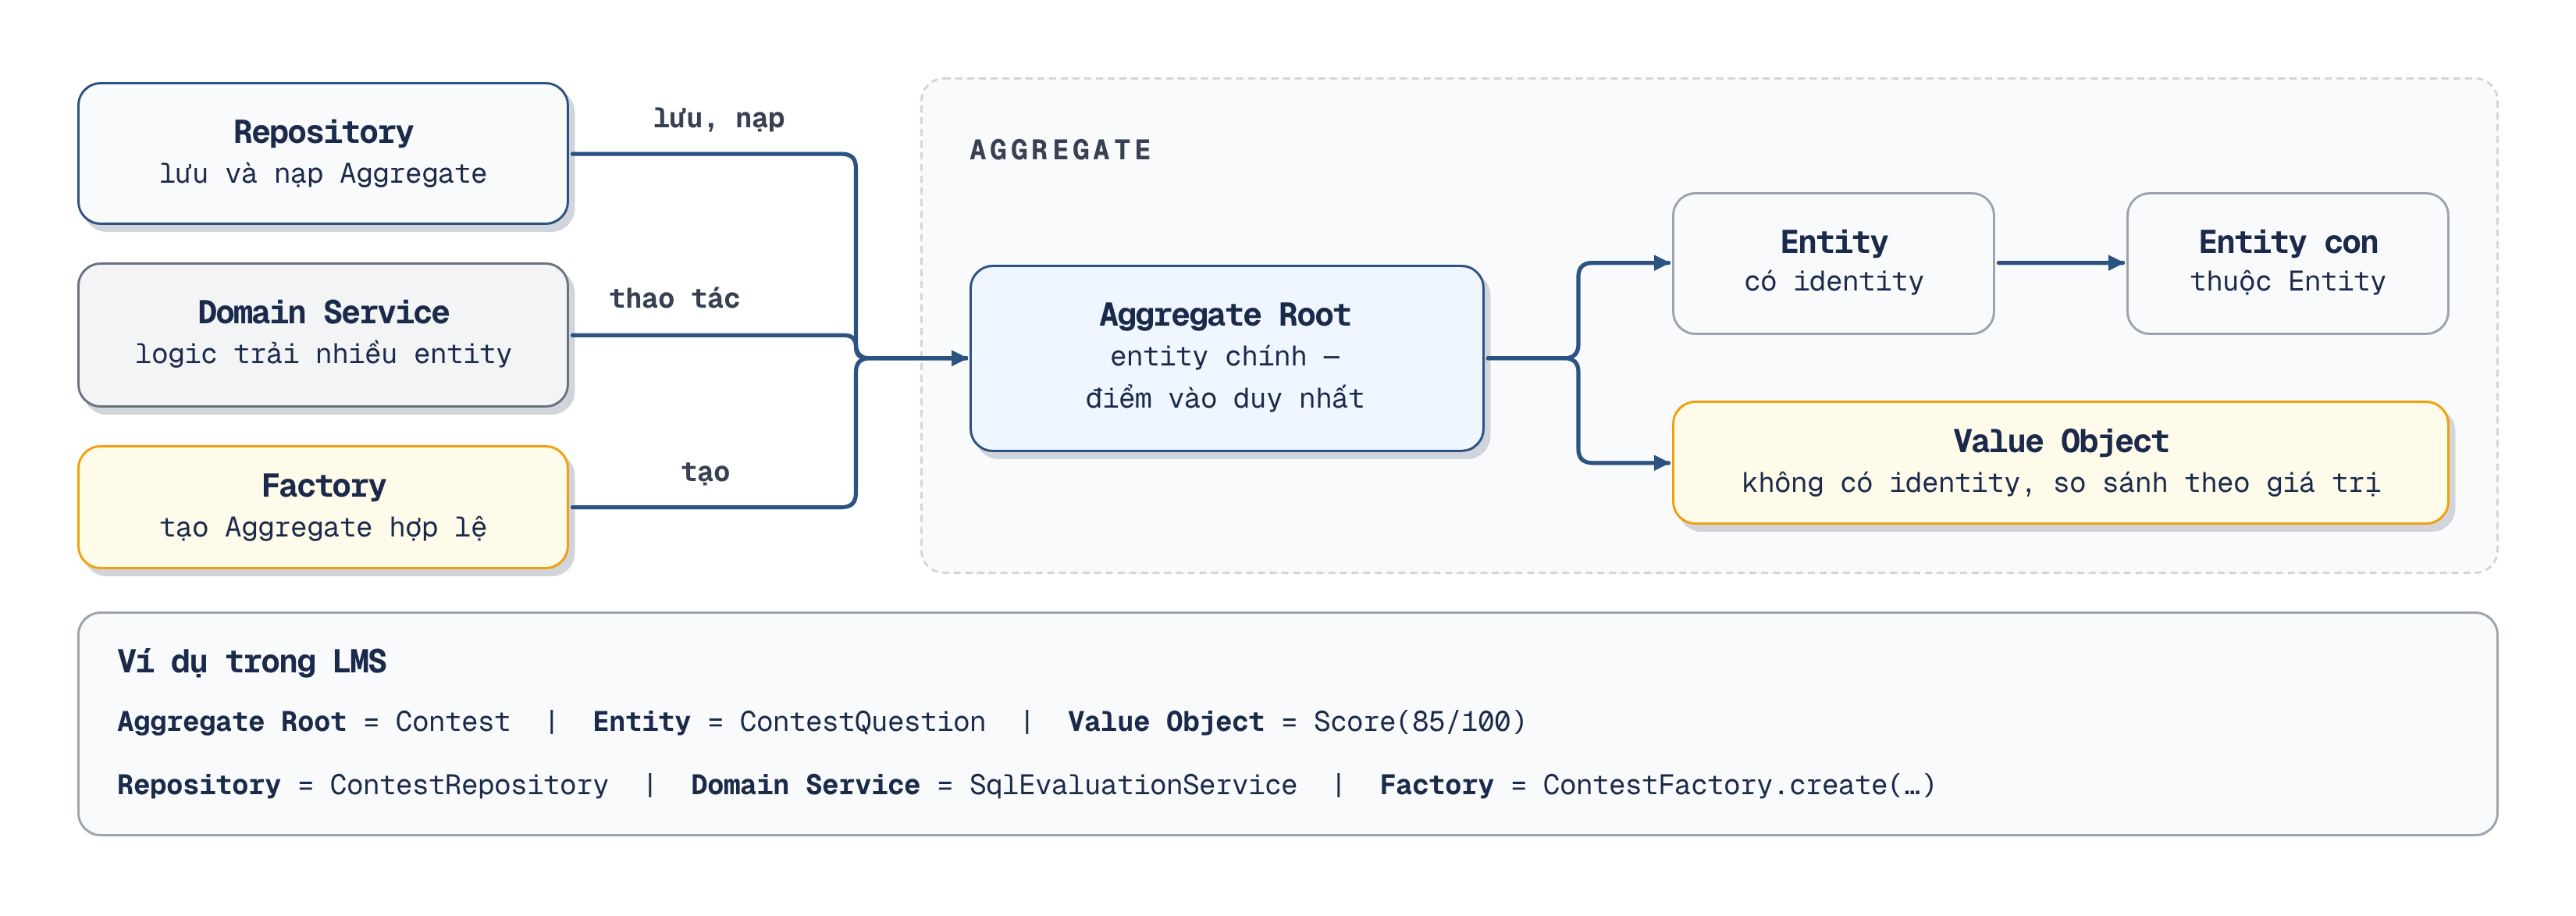 Repository
lưu và nạp Aggregate
lưu, nạp
Domain Service
logic trải nhiều entity
thao tác
Factory
tạo Aggregate hợp lệ
tạo
AGGREGATE
Aggregate Root
entity chính —
điểm vào duy nhất
Entity
có identity
Entity con
thuộc Entity
Value Object
không có identity, so sánh theo giá trị
Ví dụ trong LMS
Aggregate Root = Contest | Entity = ContestQuestion | Value Object = Score(85/100)
Repository = ContestRepository | Domain Service = SqlEvaluationService | Factory = ContestFactory.create(…)